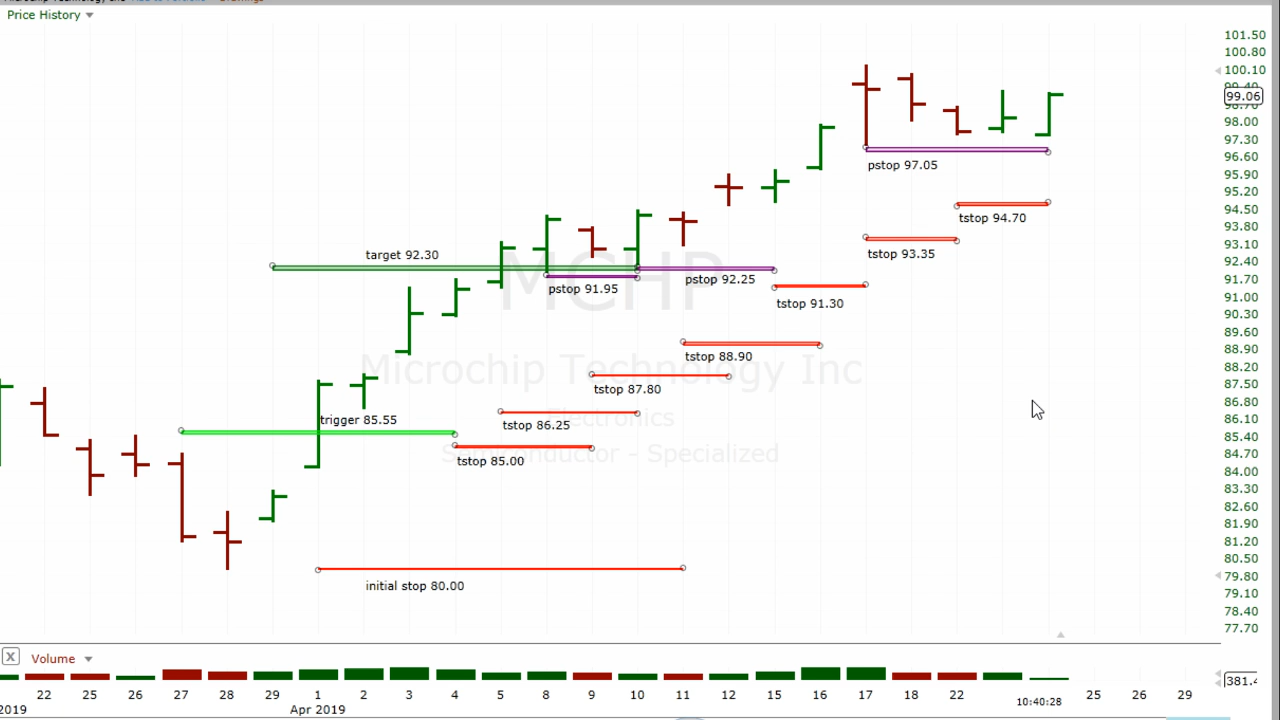 Price History
101.50
100.80
100.10
99.06
98.00
97.30
96.60
95.90
95.20
94.50
93.80
93.10
92.40
91.70
91.00
90.30
89.60
88.90
88.20
87.50
86.80
86.10
85.40
84.70
84.00
83.30
82.60
81.90
81.20
80.50
79.80
79.10
78.40
77.70
pstop 97.05
tstop 94.70
tstop 93.35
target 92.30
pstop 91.95
pstop 92.25
tstop 91.30
tstop 88.90
tstop 87.80
trigger 85.55
tstop 86.25
tstop 85.00
initial stop 80.00
MCHP
Microchip Technology Inc
Electronics
Semiconductor - Specialized
X Volume
381.4
22 25 26 27 28 29 1 2 3 4 5 8 9 10 11 12 15 16 17 18 22 10:40:28 25 26 29
2019 Apr 2019